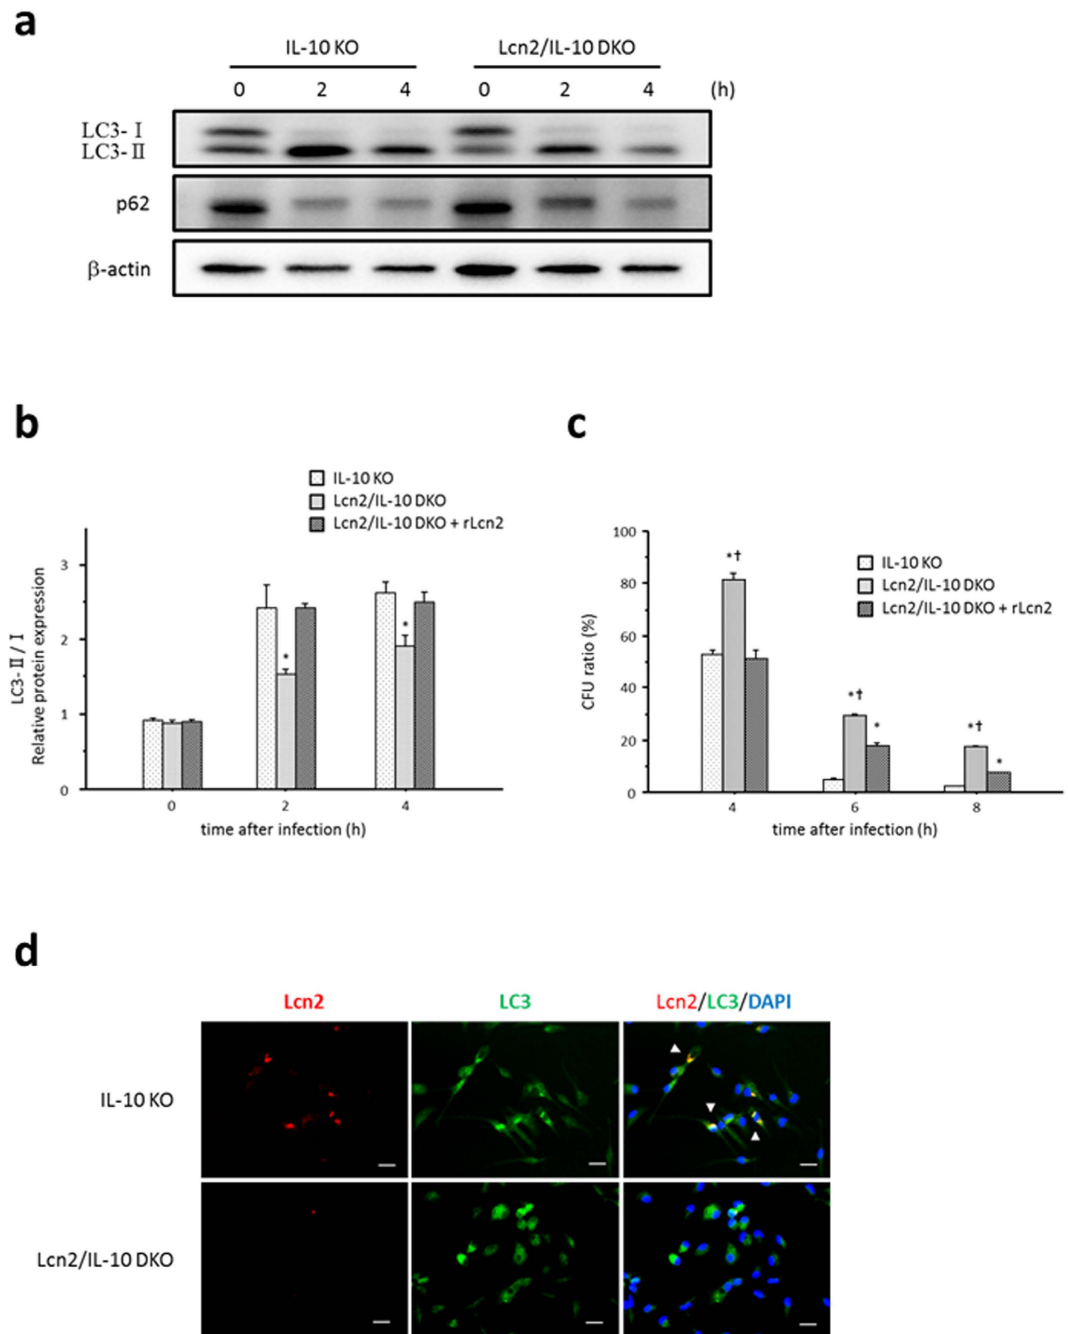 a
IL-10 KO Lcn2/IL-10 DKO
0 2 4 0 2 4 (h)
LC3-Ⅰ
LC3-Ⅱ
p62
β-actin
b
IL-10 KO
Lcn2/IL-10 DKO
Lcn2/IL-10 DKO + rLcn2
LC3-Ⅱ/Ⅰ
Relative protein expression
3
2
1
0
* *
0 2 4
time after infection (h)
c
IL-10 KO
Lcn2/IL-10 DKO
Lcn2/IL-10 DKO + rLcn2
CFU ratio (%)
100
80
60
40
20
0
*†
*† *
*† *
4 6 8
time after infection (h)
d
Lcn2 LC3 Lcn2/LC3/DAPI
IL-10 KO
Lcn2/IL-10 DKO